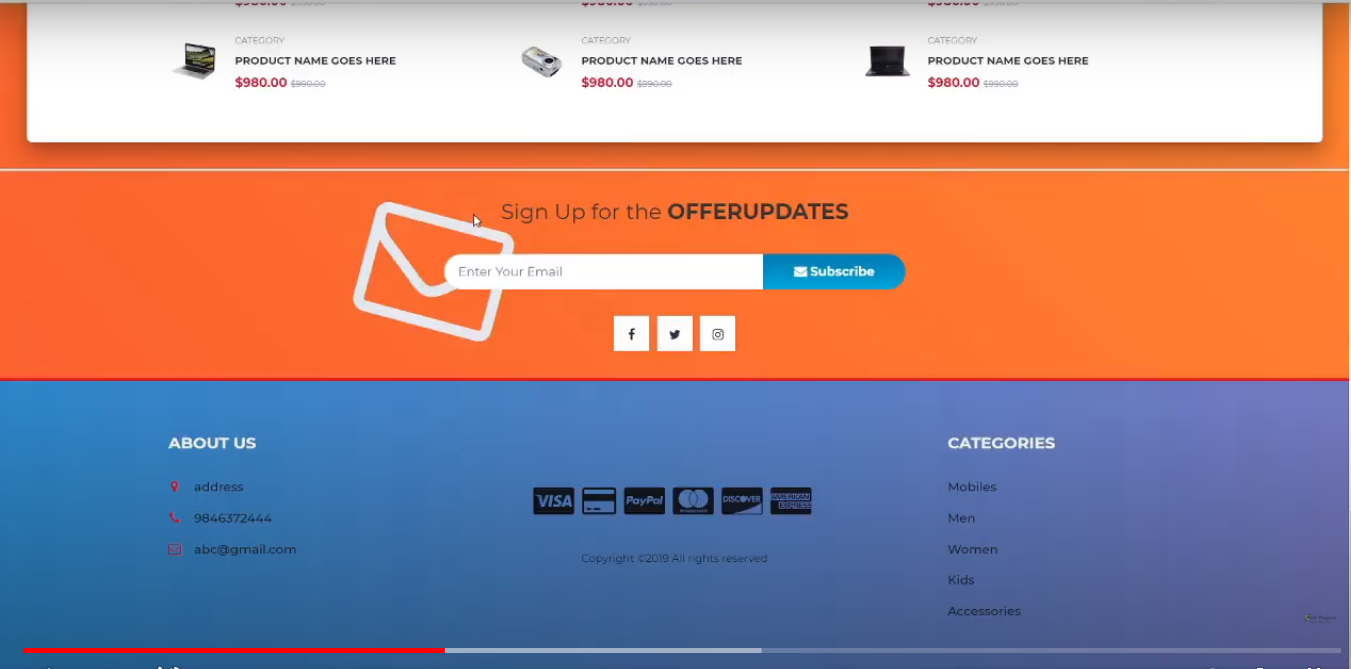 CATEGORY
PRODUCT NAME GOES HERE
$980.00 $990.00
CATEGORY
PRODUCT NAME GOES HERE
$980.00 $990.00
CATEGORY
PRODUCT NAME GOES HERE
$980.00 $990.00
Sign Up for the OFFERUPDATES
Enter Your Email
Subscribe
ABOUT US
address
9846372444
abc@gmail.com
VISA PayPal DISCOVER AMERICAN EXPRESS
Copyright ©2019 All rights reserved
CATEGORIES
Mobiles
Men
Women
Kids
Accessories